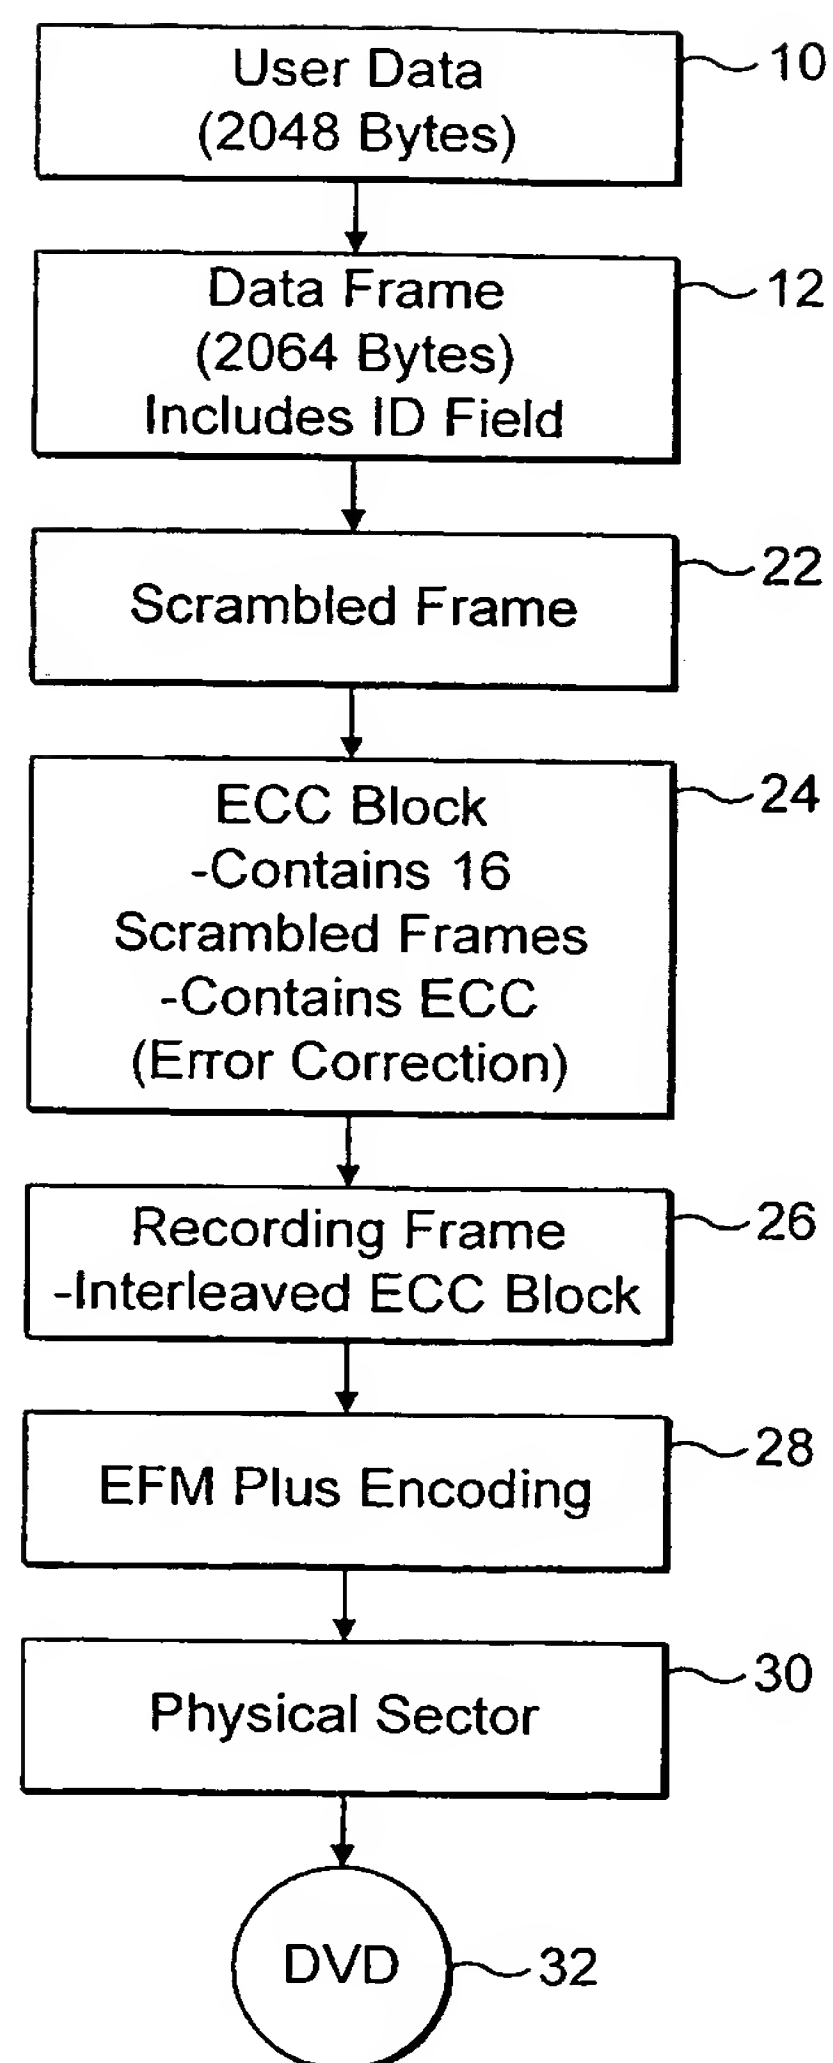 User Data
(2048 Bytes)
10
Data Frame
(2064 Bytes)
Includes ID Field
12
Scrambled Frame
22
ECC Block
-Contains 16
Scrambled Frames
-Contains ECC
(Error Correction)
24
Recording Frame
-Interleaved ECC Block
26
EFM Plus Encoding
28
Physical Sector
30
DVD
32